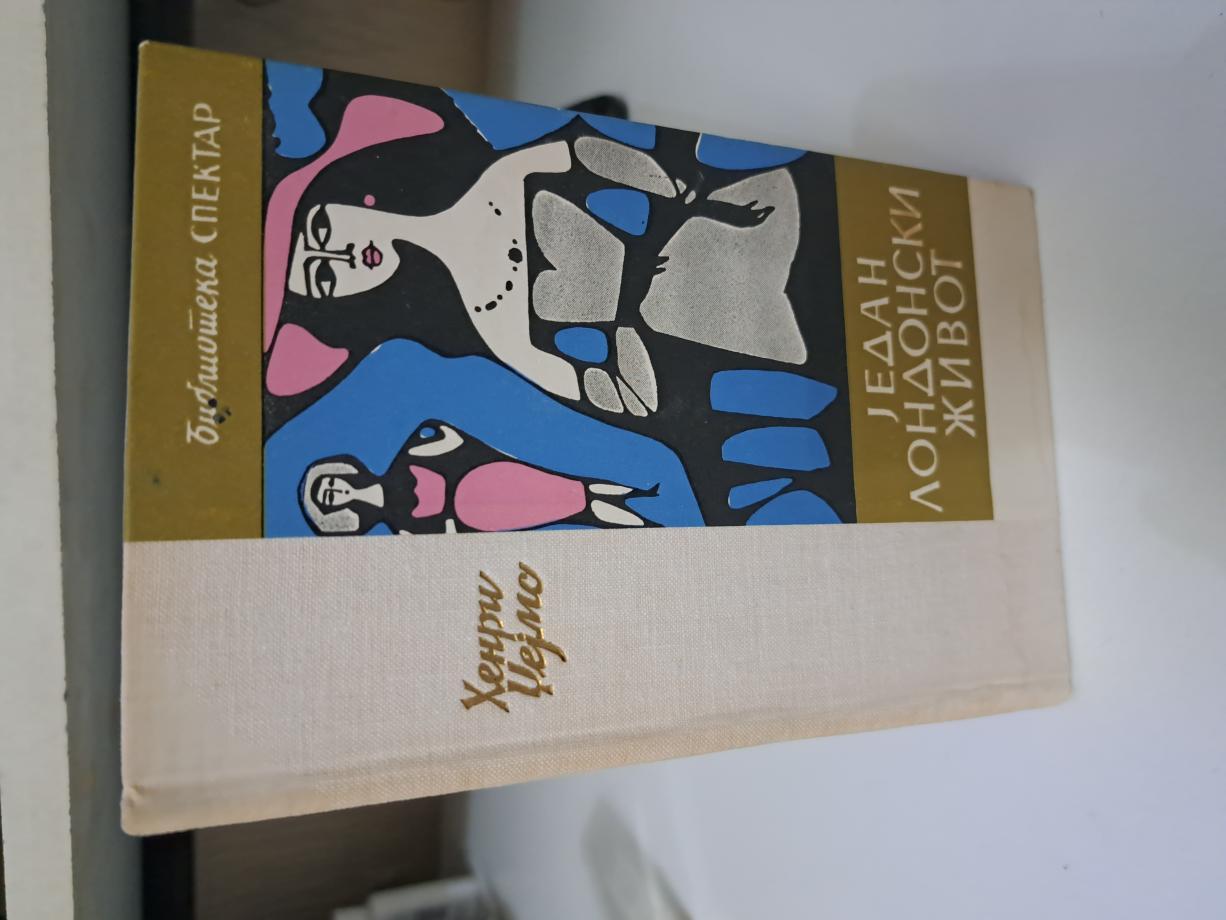 Библиотека СПЕКТАР
Хенри
Џејмс
ЈЕДАН
ЛОНДОНСКИ
ЖИВОТ